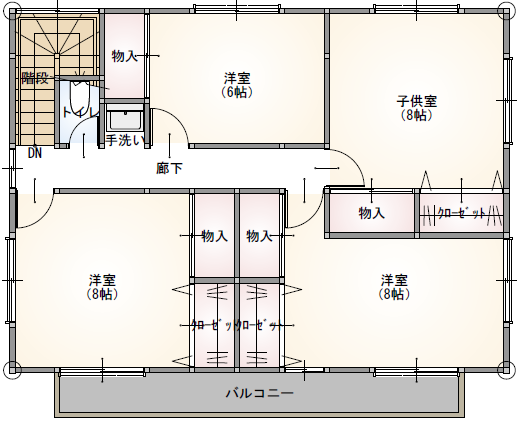 物入
洋室
(6帖)
階段
子供室
(8帖)
トイレ
手洗い
DN
廊下
物入
ｸﾛｰｾﾞｯﾄ
物入
物入
洋室
(8帖)
洋室
(8帖)
ｸﾛｰｾﾞｯﾄ
ｸﾛｰｾﾞｯﾄ
バルコニー